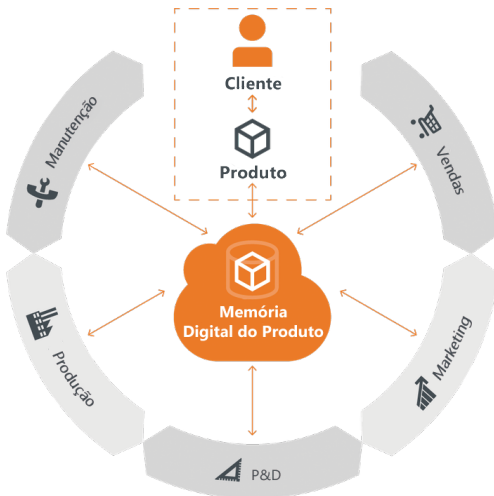 Cliente
Produto
Manutenção
Vendas
Memória
Digital do Produto
Produção
Marketing
P&D